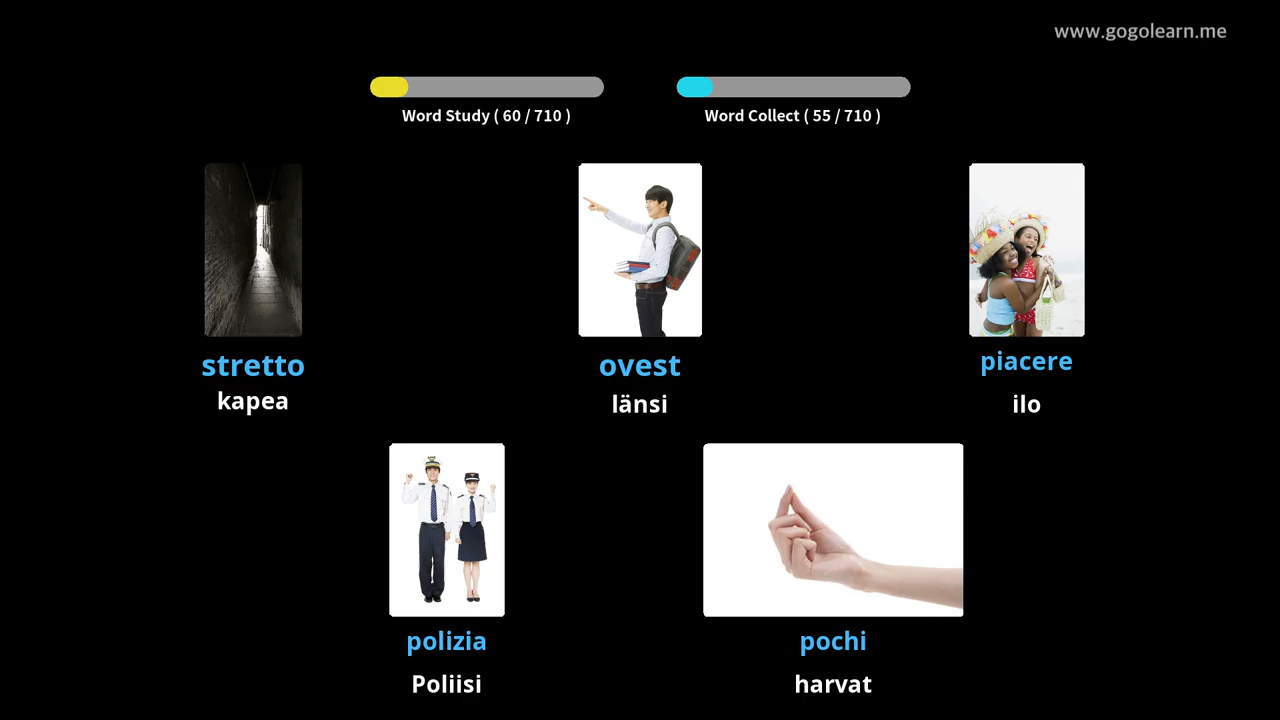 www.gogolearn.me
Word Study ( 60 / 710 )
Word Collect ( 55 / 710 )
stretto
kapea
ovest
länsi
piacere
ilo
polizia
Poliisi
pochi
harvat